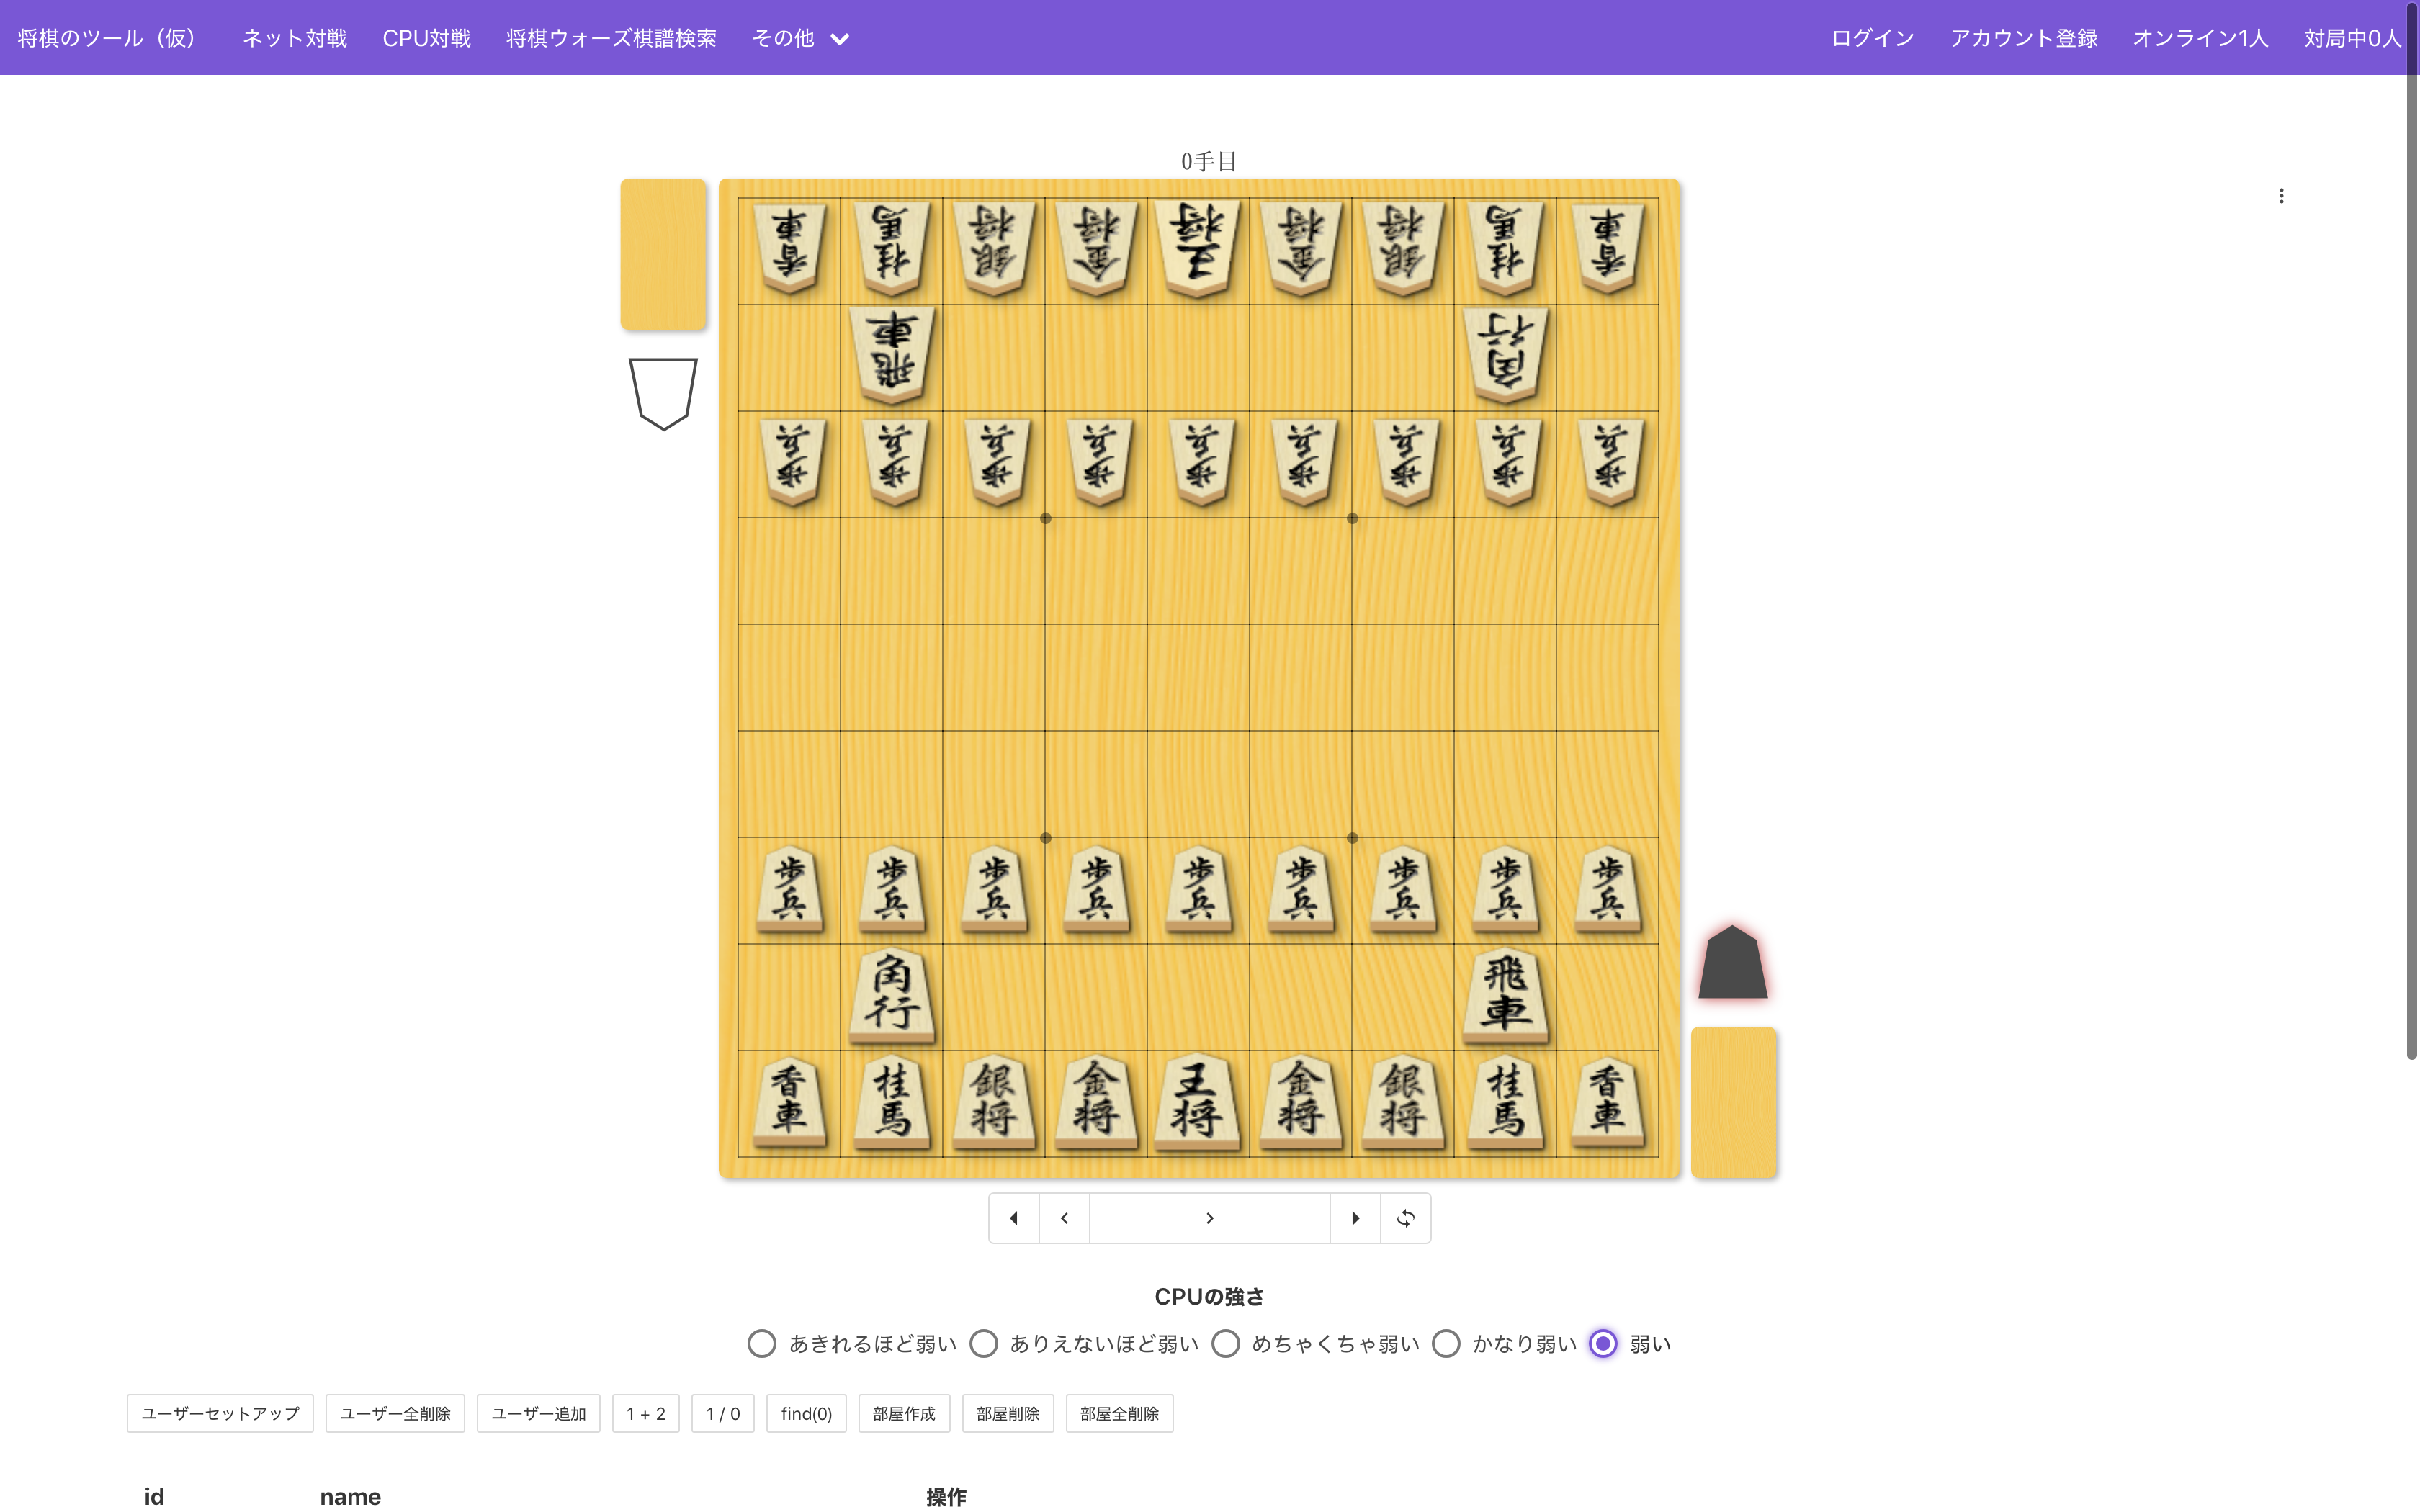 将棋のツール（仮） ネット対戦 CPU対戦 将棋ウォーズ棋譜検索 その他 ログイン アカウント登録 オンライン1人 対局中0人
0手目
香車 桂馬 銀将 金将 王将 金将 銀将 桂馬 香車
飛車 角行
歩兵 歩兵 歩兵 歩兵 歩兵 歩兵 歩兵 歩兵 歩兵
歩兵 歩兵 歩兵 歩兵 歩兵 歩兵 歩兵 歩兵 歩兵
角行 飛車
香車 桂馬 銀将 金将 王将 金将 銀将 桂馬 香車
CPUの強さ
あきれるほど弱い ありえないほど弱い めちゃくちゃ弱い かなり弱い 弱い
ユーザーセットアップ ユーザー全削除 ユーザー追加 1 + 2 1 / 0 find(0) 部屋作成 部屋削除 部屋全削除
id name 操作